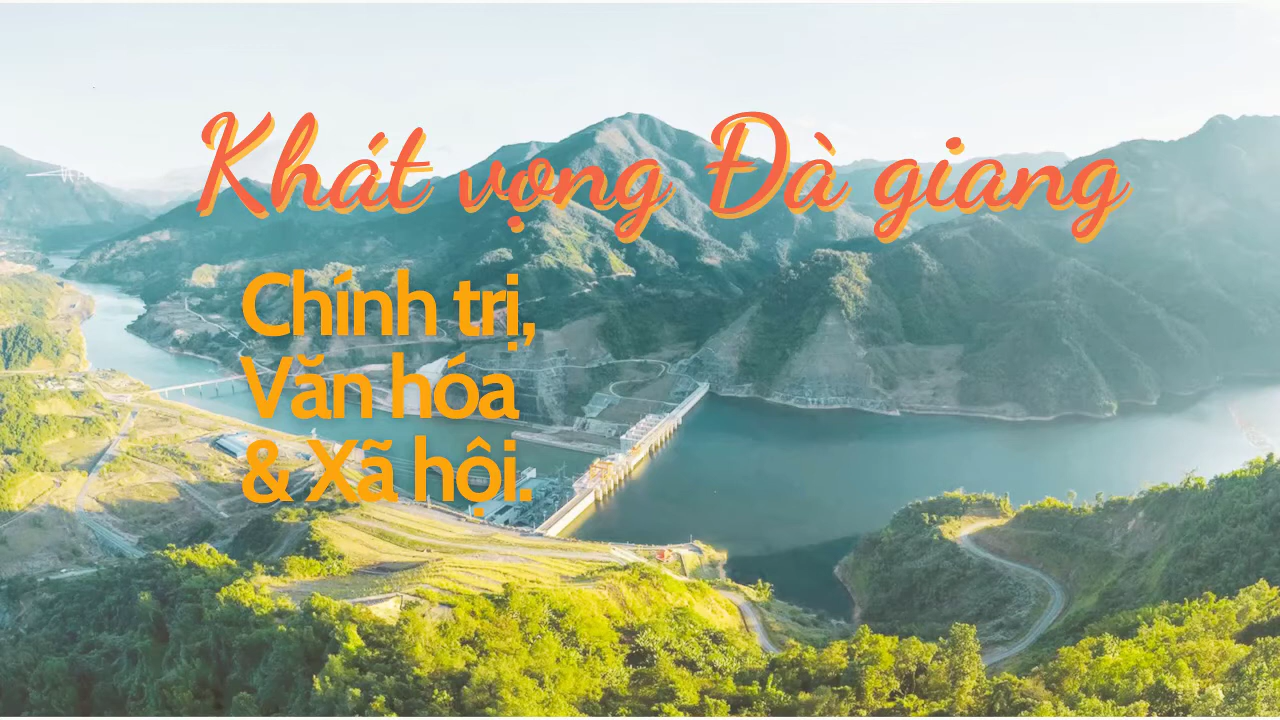 Khát vọng Đà giang
Chính trị,
Văn hóa
& Xã hội.